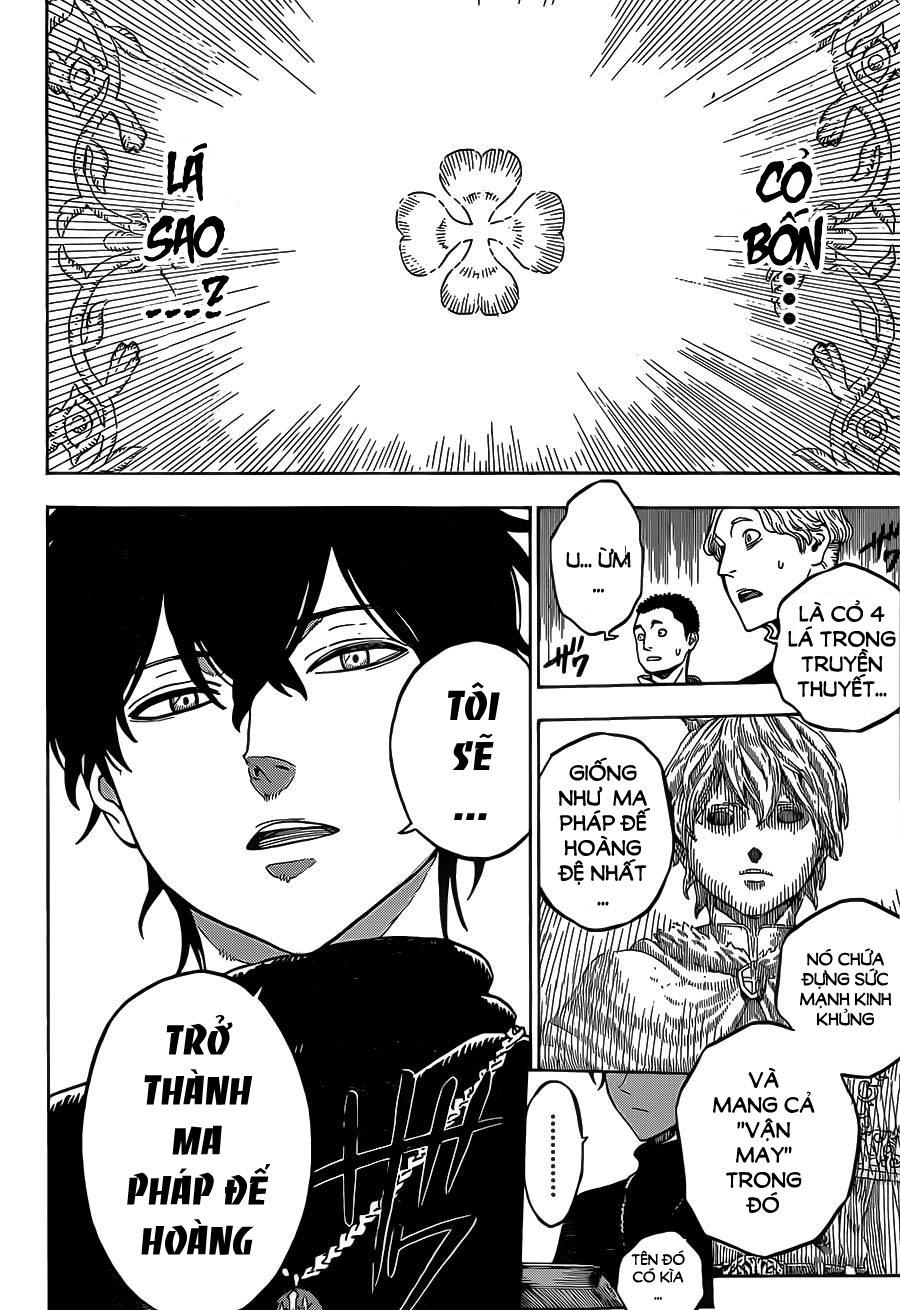 CỎ
BỐN
...
LÁ
SAO
...?
LÀ CỎ 4
LÁ TRONG
TRUYỀN
THUYẾT...
U... ỪM
...
GIỐNG
NHƯ MA
PHÁP ĐẾ
HOÀNG
ĐỆ NHẤT
...
NÓ CHỨA
ĐỰNG SỨC
MẠNH KINH
KHỦNG
VÀ
MANG CẢ
"VẬN
MAY"
TRONG
ĐÓ
.........
TÊN ĐÓ
CÓ KÌA
...
TÔI
SẼ
...
TRỞ
THÀNH
MA
PHÁP ĐẾ
HOÀNG